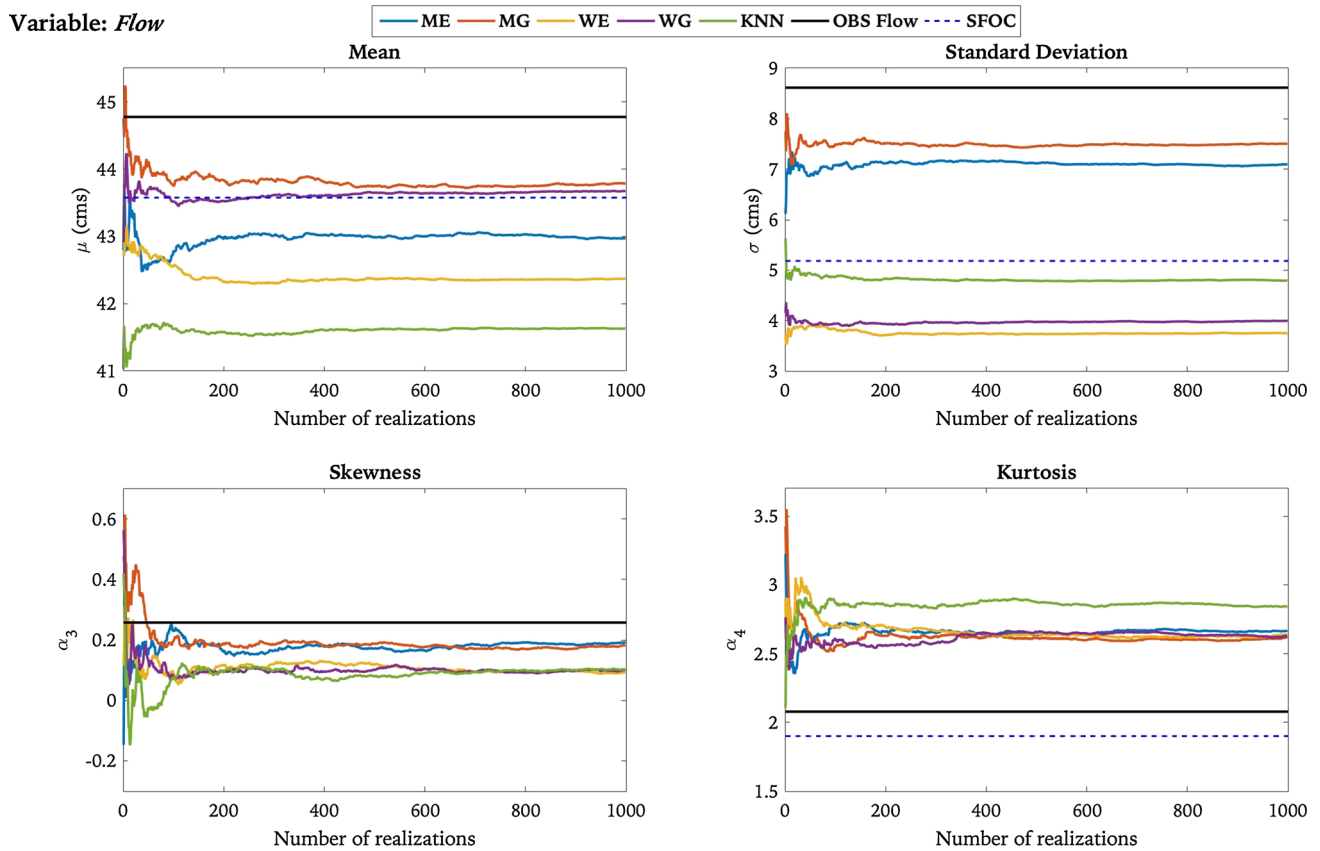 Variable: Flow
ME MG WE WG KNN OBS Flow SFOC
Mean
45
44
43
42
41
μ (cms)
0 200 400 600 800 1000
Number of realizations
Standard Deviation
9
8
7
6
5
4
3
σ (cms)
0 200 400 600 800 1000
Number of realizations
Skewness
0.6
0.4
0.2
0
-0.2
α3
0 200 400 600 800 1000
Number of realizations
Kurtosis
3.5
3
2.5
2
1.5
α4
0 200 400 600 800 1000
Number of realizations